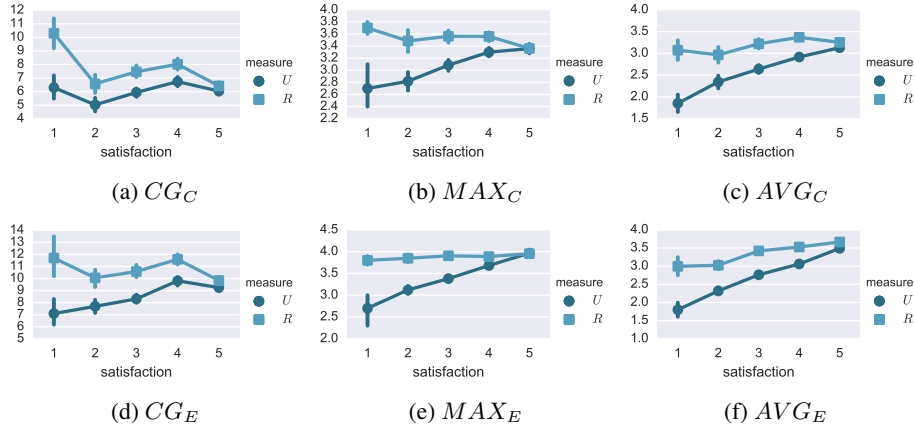 12
11
10
9
8
7
6
5
4
1 2 3 4 5
satisfaction
measure
U
R
(a) CG_C
4.0
3.8
3.6
3.4
3.2
3.0
2.8
2.6
2.4
2.2
1 2 3 4 5
satisfaction
measure
U
R
(b) MAX_C
4.0
3.5
3.0
2.5
2.0
1.5
1 2 3 4 5
satisfaction
measure
U
R
(c) AVG_C
14
13
12
11
10
9
8
7
6
5
1 2 3 4 5
satisfaction
measure
U
R
(d) CG_E
4.5
4.0
3.5
3.0
2.5
2.0
1 2 3 4 5
satisfaction
measure
U
R
(e) MAX_E
4.0
3.5
3.0
2.5
2.0
1.5
1.0
1 2 3 4 5
satisfaction
measure
U
R
(f) AVG_E